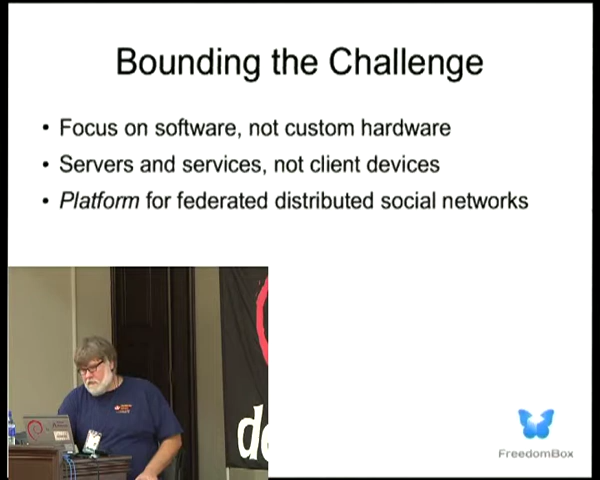 Bounding the Challenge
• Focus on software, not custom hardware
• Servers and services, not client devices
• Platform for federated distributed social networks
de
FreedomBox